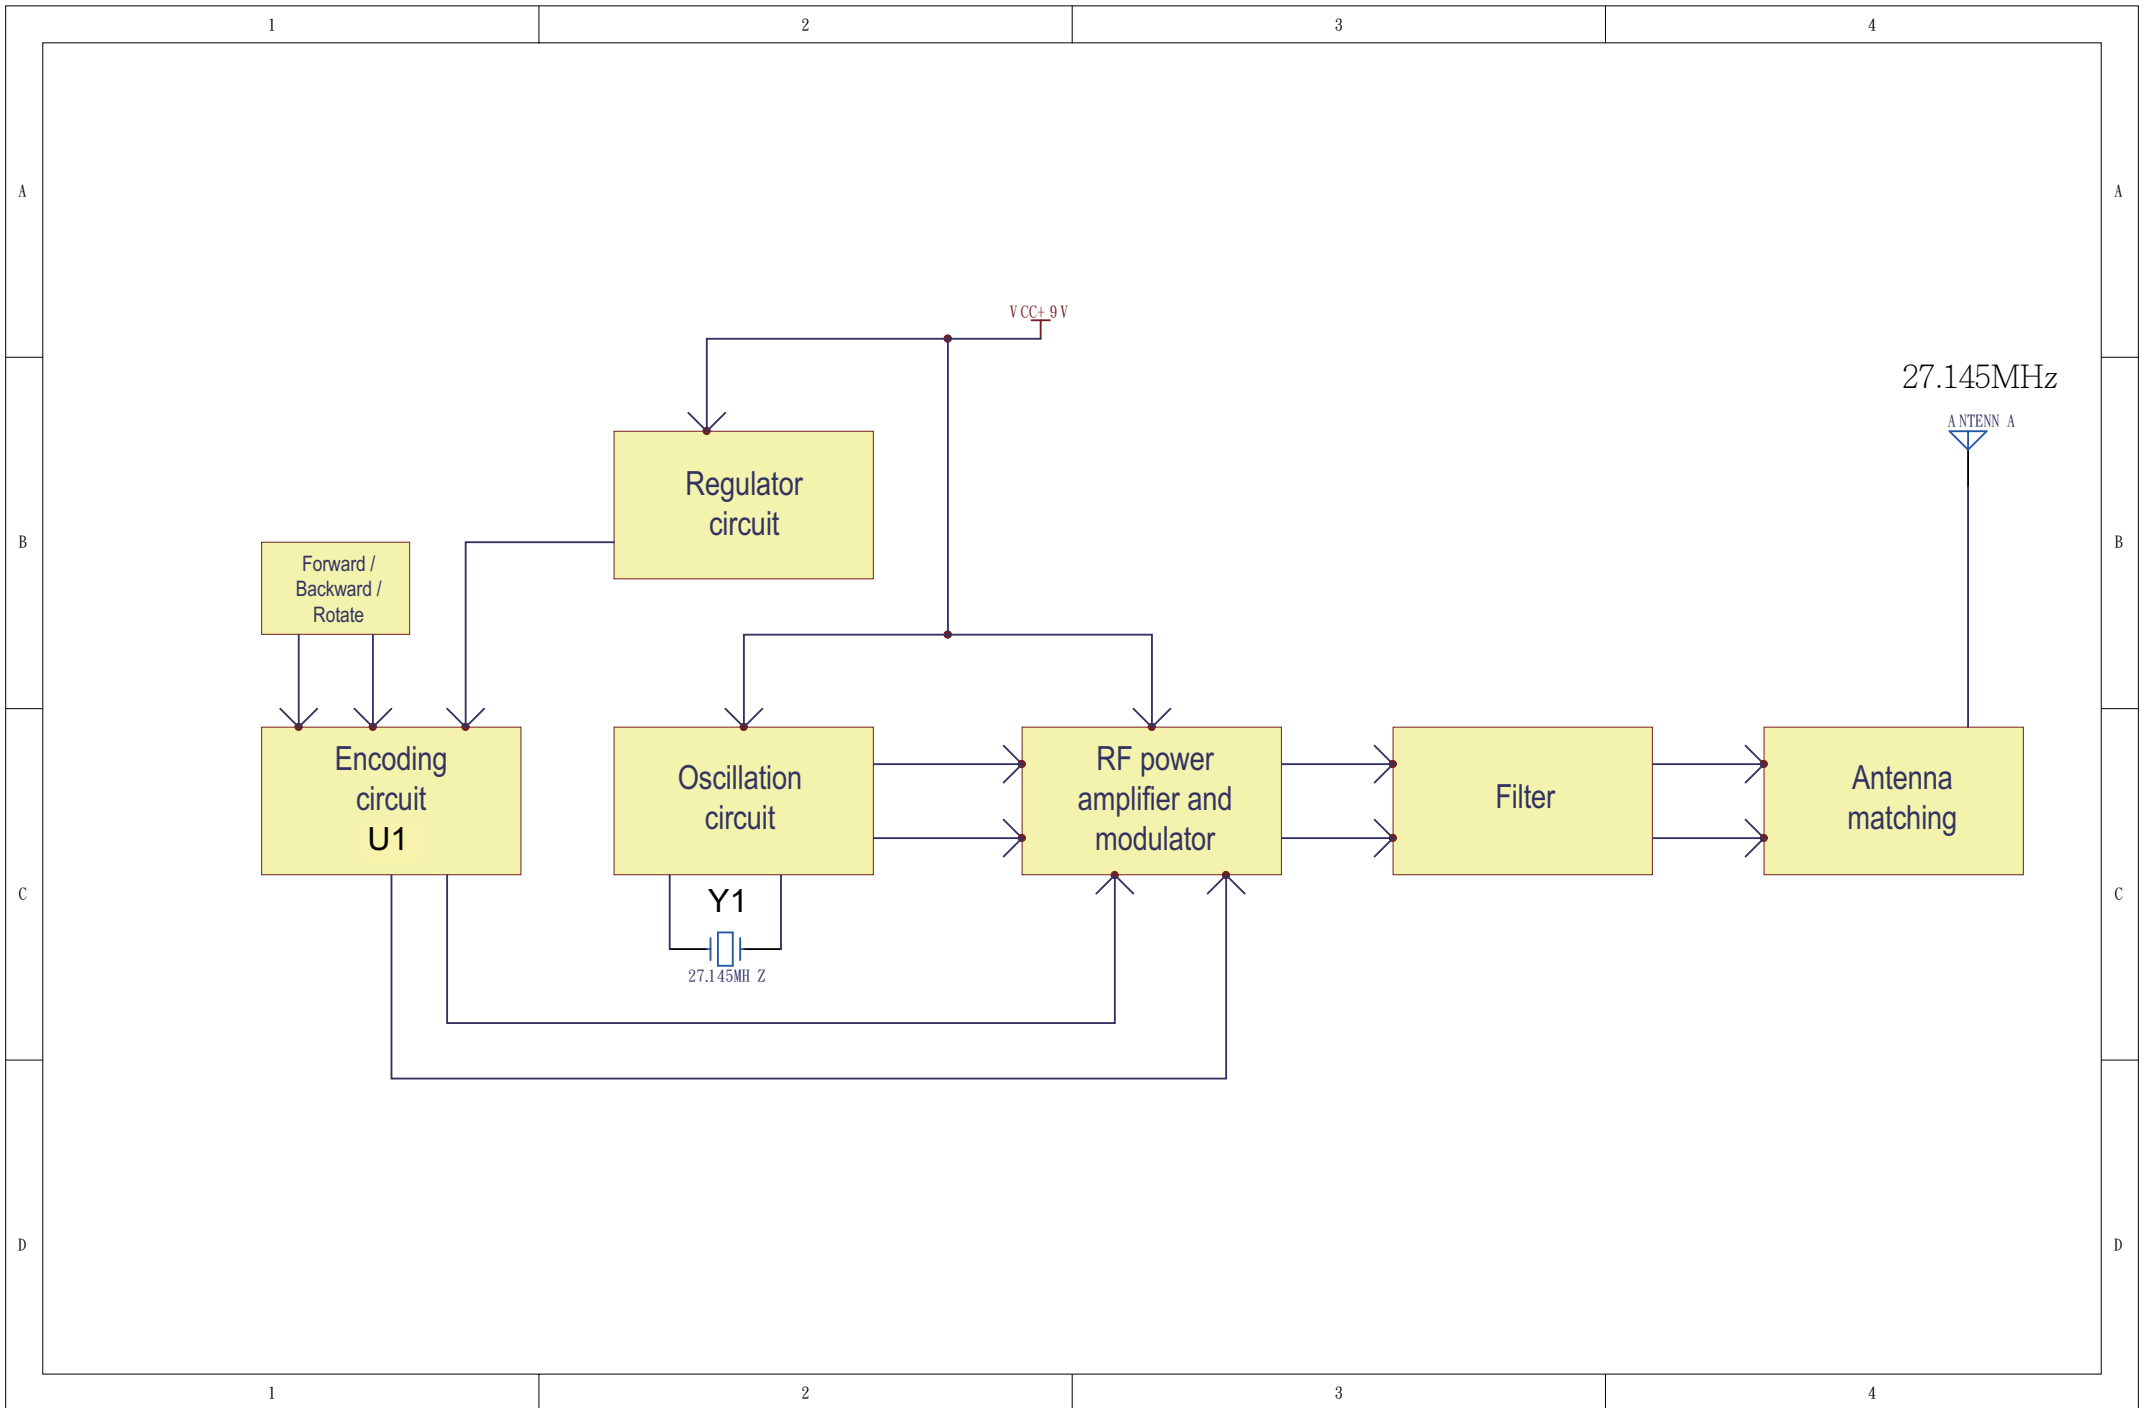 1 2 3 4
A A
VCC+9V
27.145MHz
ANTENNA
Regulator
circuit
B B
Forward /
Backward /
Rotate
Encoding
circuit
U1
Oscillation
circuit
RF power
amplifier and
modulator
Filter
Antenna
matching
C C
Y1
27.145MHZ
D D
1 2 3 4